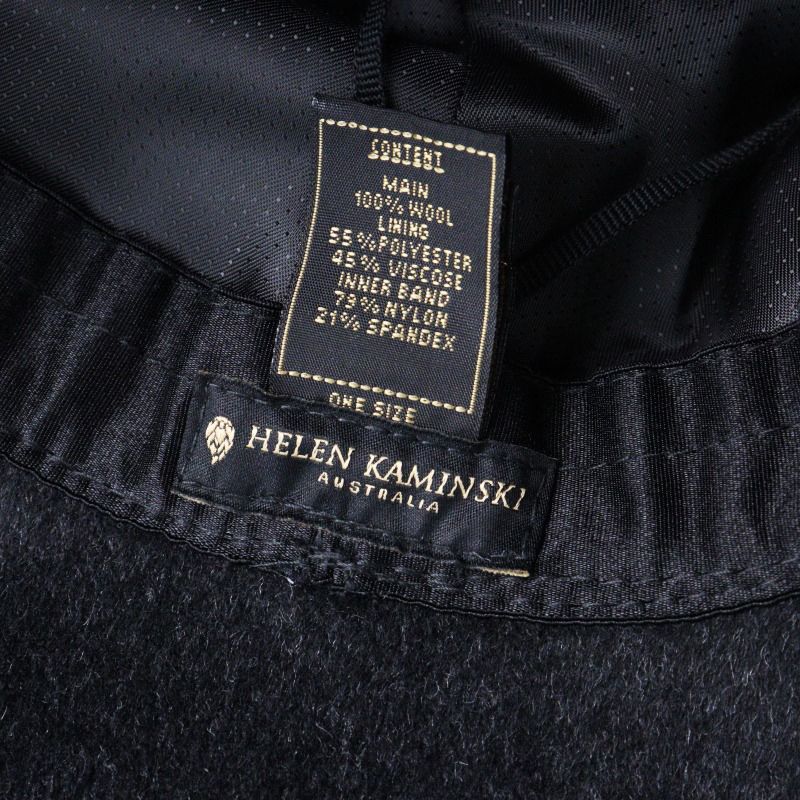 CONTENT
MAIN
100% WOOL
LINING
55% POLYESTER
45% VISCOSE
INNER BAND
79% NYLON
21% SPANDEX
ONE SIZE
HELEN KAMINSKI
AUSTRALIA